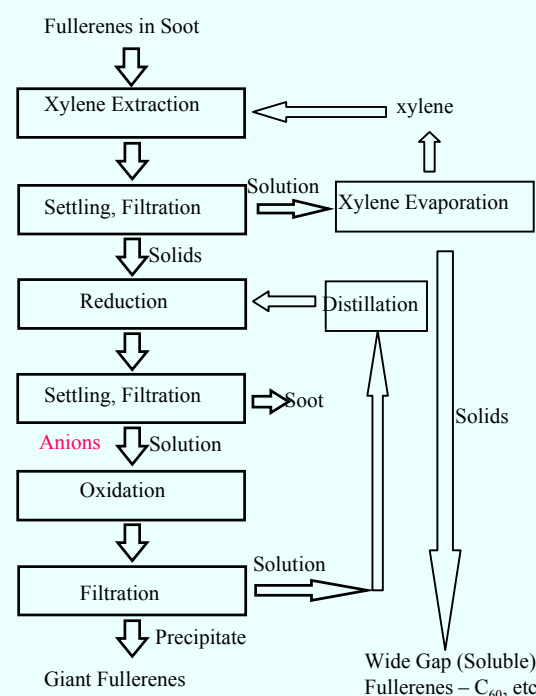 Fullerenes in Soot
Xylene Extraction
xylene
Solution
Settling, Filtration
Xylene Evaporation
Solids
Reduction
Distillation
Settling, Filtration
Soot
Solids
Anions
Solution
Oxidation
Solution
Filtration
Precipitate
Wide Gap (Soluble)
Giant Fullerenes
Fullerenes – C60, etc